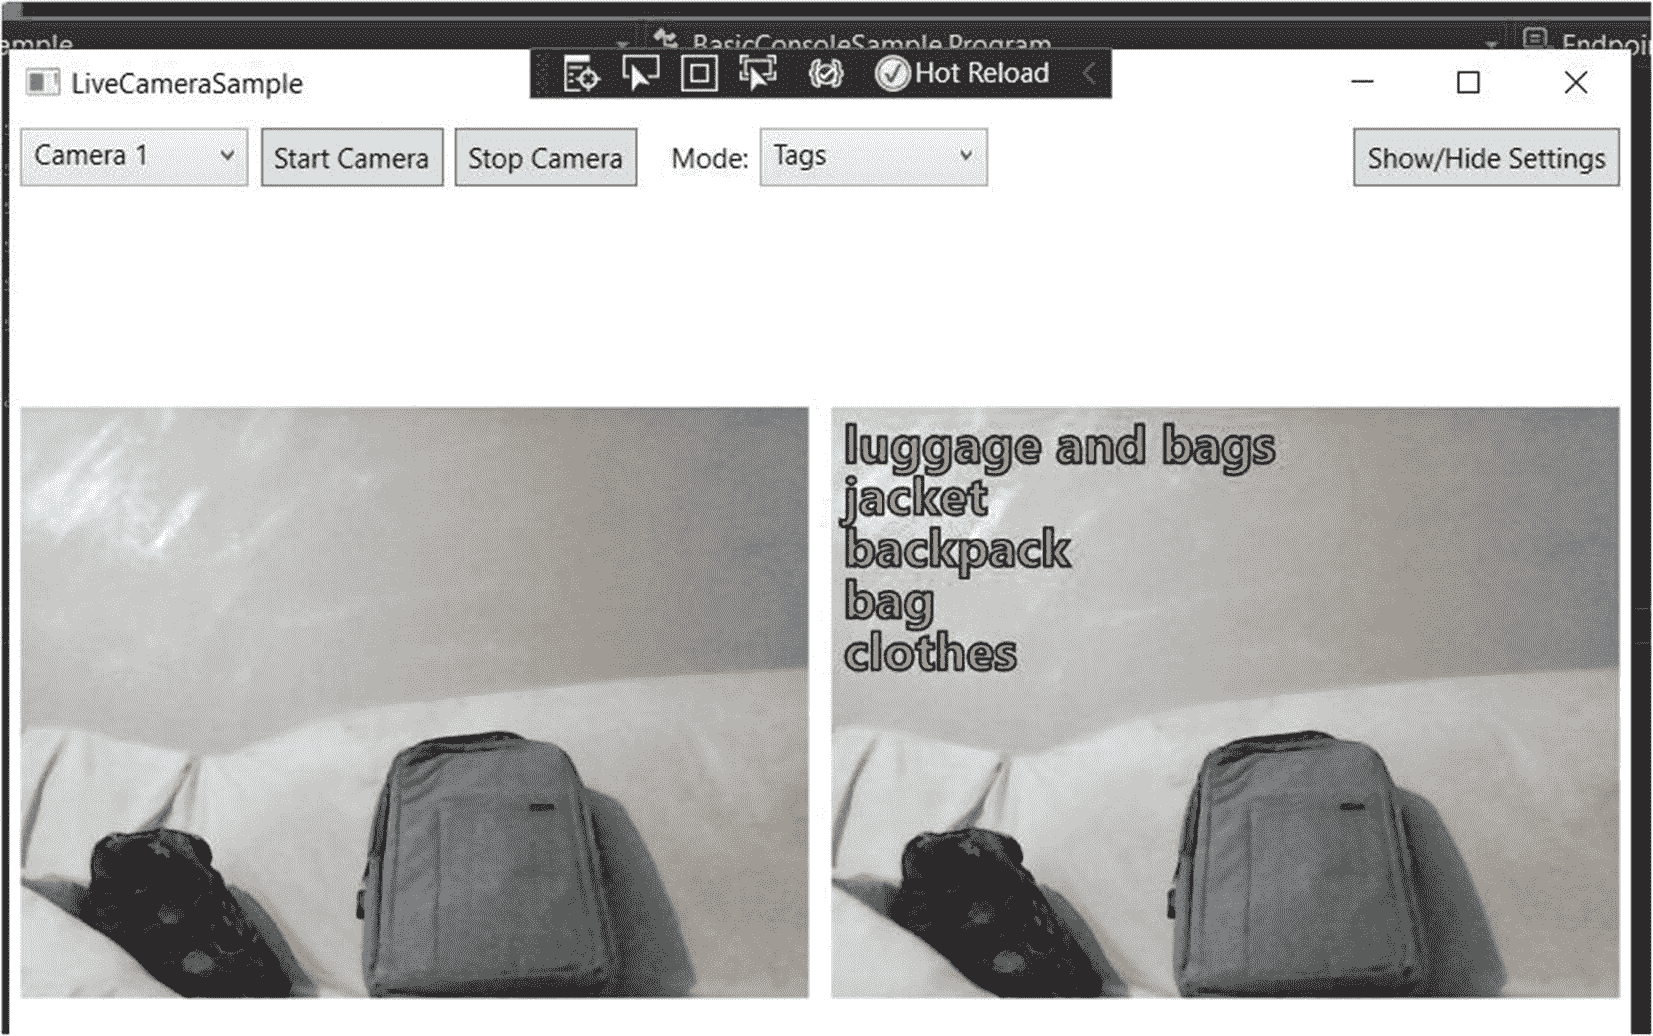 ample
BasicConsoleSample.Program
Endpoi
LiveCameraSample
Hot Reload
Camera 1
Start Camera
Stop Camera
Mode:
Tags
Show/Hide Settings
luggage and bags
jacket
backpack
bag
clothes